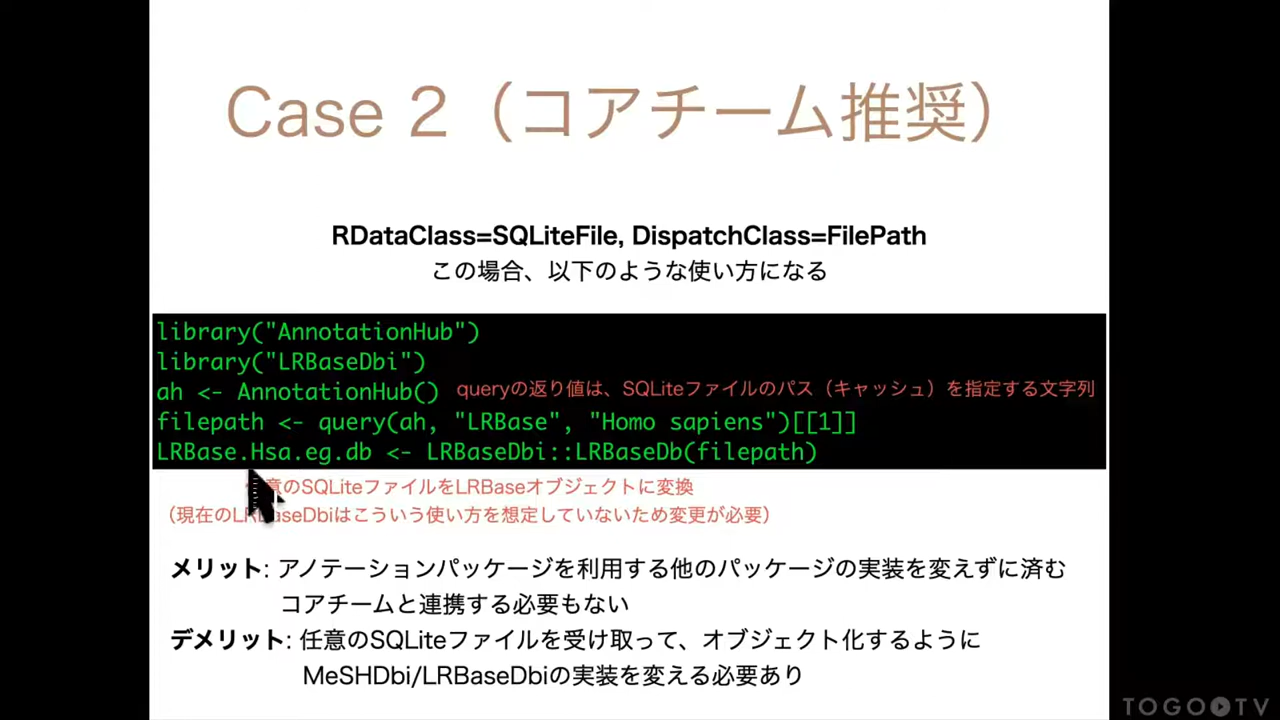 Case 2（コアチーム推奨）
RDataClass=SQLiteFile, DispatchClass=FilePath
この場合、以下のような使い方になる
library("AnnotationHub")
library("LRBaseDbi")
ah <- AnnotationHub() queryの返り値は、SQLiteファイルのパス（キャッシュ）を指定する文字列
filepath <- query(ah, "LRBase", "Homo sapiens")[[1]]
LRBase.Hsa.eg.db <- LRBaseDbi::LRBaseDb(filepath)
意のSQLiteファイルをLRBaseオブジェクトに変換
（現在のLRBaseDbiはこういう使い方を想定していないため変更が必要）
メリット: アノテーションパッケージを利用する他のパッケージの実装を変えずに済む
コアチームと連携する必要もない
デメリット: 任意のSQLiteファイルを受け取って、オブジェクト化するように
MeSHDbi/LRBaseDbiの実装を変える必要あり
TOGOTV